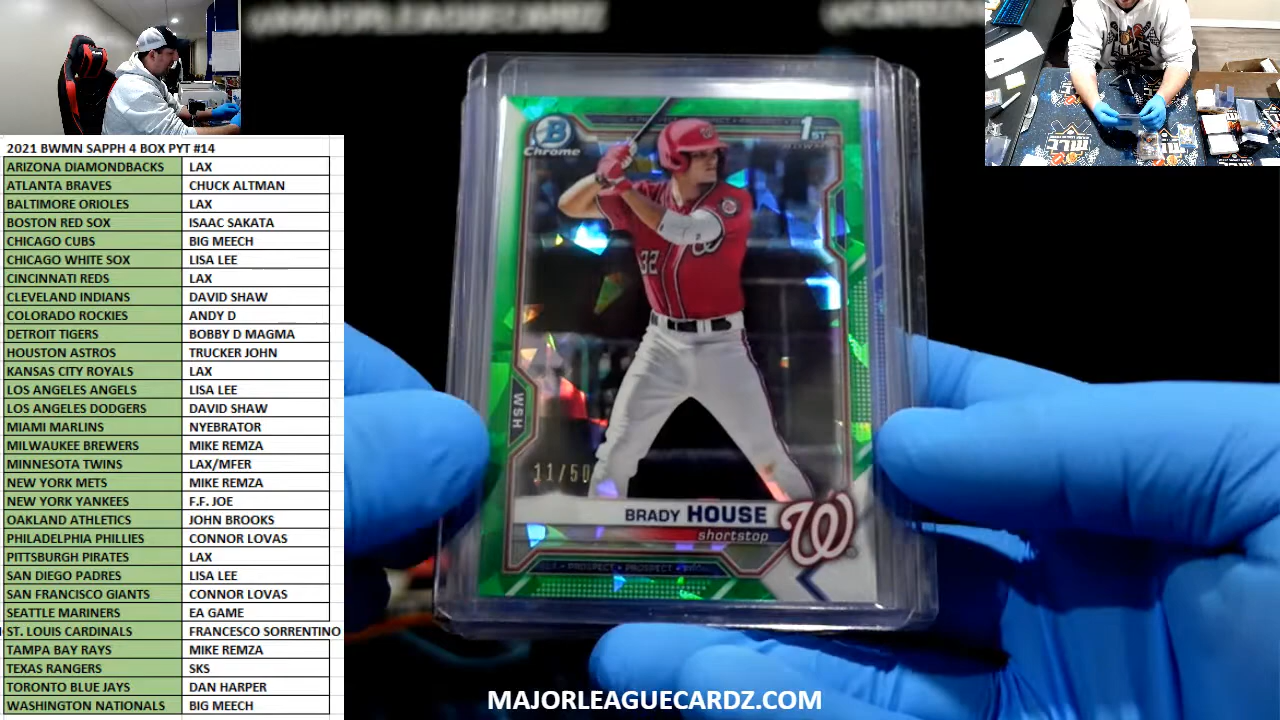 2021 BWMN SAPPH 4 BOX PYT #14
ARIZONA DIAMONDBACKS LAX
ATLANTA BRAVES CHUCK ALTMAN
BALTIMORE ORIOLES LAX
BOSTON RED SOX ISAAC SAKATA
CHICAGO CUBS BIG MEECH
CHICAGO WHITE SOX LISA LEE
CINCINNATI REDS LAX
CLEVELAND INDIANS DAVID SHAW
COLORADO ROCKIES ANDY D
DETROIT TIGERS BOBBY D MAGMA
HOUSTON ASTROS TRUCKER JOHN
KANSAS CITY ROYALS LAX
LOS ANGELES ANGELS LISA LEE
LOS ANGELES DODGERS DAVID SHAW
MIAMI MARLINS NYEBRATOR
MILWAUKEE BREWERS MIKE REMZA
MINNESOTA TWINS LAX/MFER
NEW YORK METS MIKE REMZA
NEW YORK YANKEES F.F. JOE
OAKLAND ATHLETICS JOHN BROOKS
PHILADELPHIA PHILLIES CONNOR LOVAS
PITTSBURGH PIRATES LAX
SAN DIEGO PADRES LISA LEE
SAN FRANCISCO GIANTS CONNOR LOVAS
SEATTLE MARINERS EA GAME
ST. LOUIS CARDINALS FRANCESCO SORRENTINO
TAMPA BAY RAYS MIKE REMZA
TEXAS RANGERS SKS
TORONTO BLUE JAYS DAN HARPER
WASHINGTON NATIONALS BIG MEECH
@MAJORLEAGUECARDZ
B
Chrome
1ST
BOWMAN
W
32
WSH
11/50
BRADY HOUSE
shortstop
W
PROSPECT • PROSPECT
MLC
MAJORLEAGUECARDZ.COM